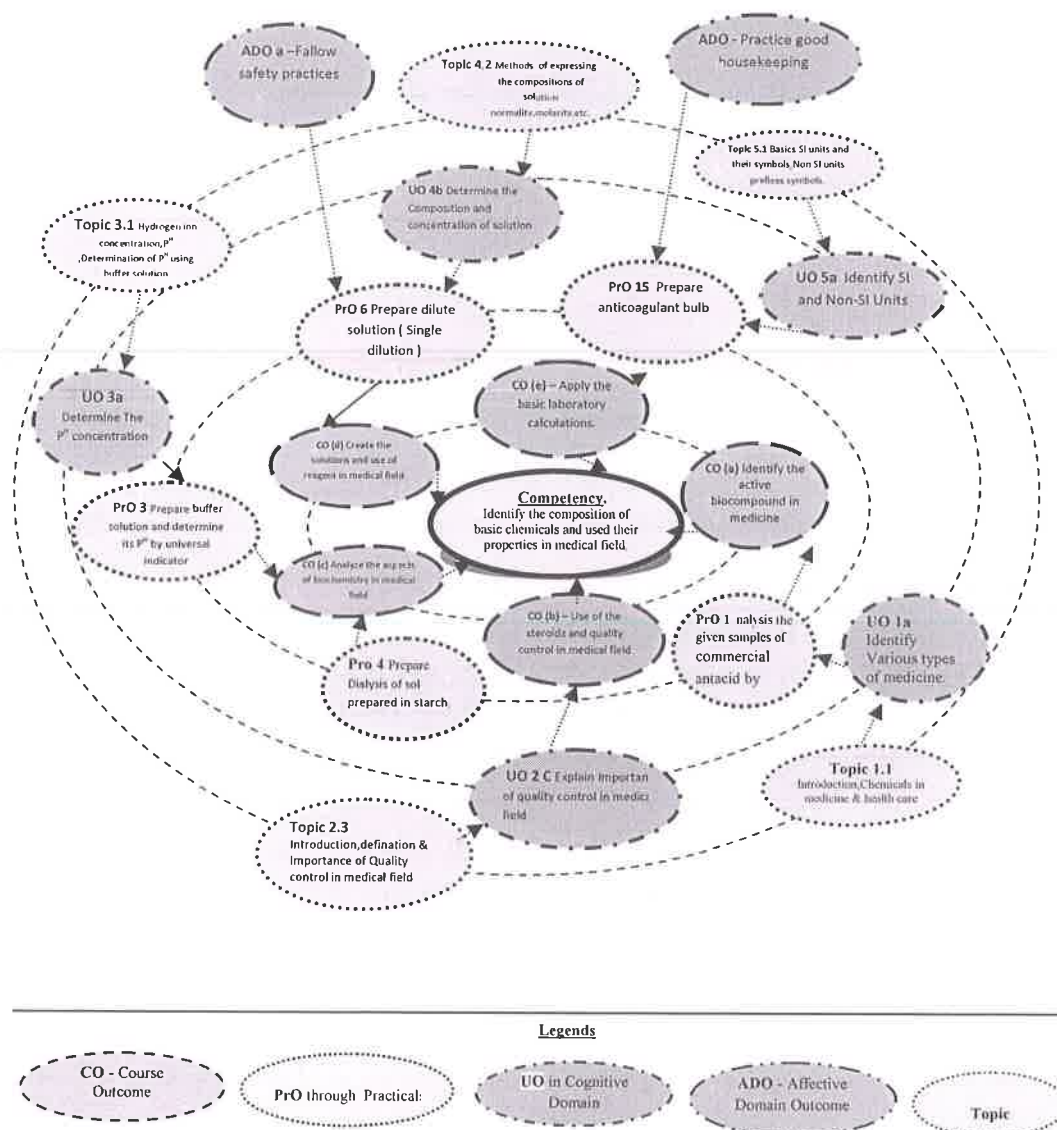 ADO a –Fallow
safety practices
Topic 4.2 Methods of expressing
the compositions of
solution
normalite,molarite,etc.
ADO - Practice good
housekeeping
Topic 5.1 Basics SI units and
their symbols,Non SI units
prefixes symbols.
UO 4b Determine the
Composition and
concentration of solution
Topic 3.1 Hydrogen ion
concentration,Pᴴ
,Determination of Pᴴ using
buffer solution
UO 5a Identify SI
and Non-SI Units
PrO 15 Prepare
anticoagulant bulb
PrO 6 Prepare dilute
solution ( Single
dilution )
UO 3a
Determine The
Pᴴ concentration
CO (e) – Apply the
basic laboratory
calculations.
CO (d) Create the
solutions and use of
reagent in medical field
CO (a) Identify the
active
biocompound in
medicine
Competency.
Identify the composition of
basic chemicals and used their
properties in medical field.
PrO 3 Prepare buffer
solution and determine
its Pᴴ by universal
indicator
CO (c) Analyze the aspects
of biochemistry in medical
field
CO (b) – Use of the
steroids and quality
control in medical field
PrO 1 nalysis the
given samples of
commercial
antacid by
UO 1a
Identify
Various types
of medicine.
Pro 4 Prepare
Dialysis of sol
prepared in starch
UO 2 C Explain Importan
of quality control in medici
field
Topic 1.1
Introduction,Chemicals in
medicine & health care
Topic 2.3
Introduction,defination &
Importance of Quality
control in medical field
Legends
CO - Course
Outcome
PrO through Practicals
UO in Cognitive
Domain
ADO - Affective
Domain Outcome
Topic